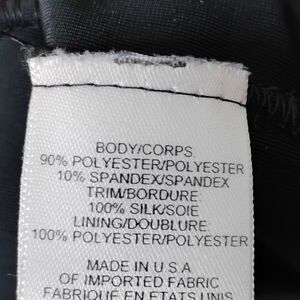 BODY/CORPS
90% POLYESTER/POLYESTER
10% SPANDEX/SPANDEX
TRIM/BORDURE
100% SILK/SOIE
LINING/DOUBLURE
100% POLYESTER/POLYESTER
MADE IN U S A
OF IMPORTED FABRIC
FABRIQUÉ EN ETATS UNIS